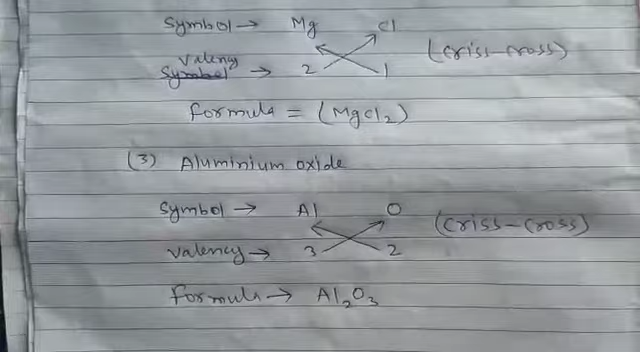 Symbol → Mg Cl
Valency
Symbol → 2 1 (Criss-cross)
Formula = (MgCl₂)
(3) Aluminium oxide
Symbol → Al O
Valency → 3 2 (Criss-cross)
Formula → Al₂O₃